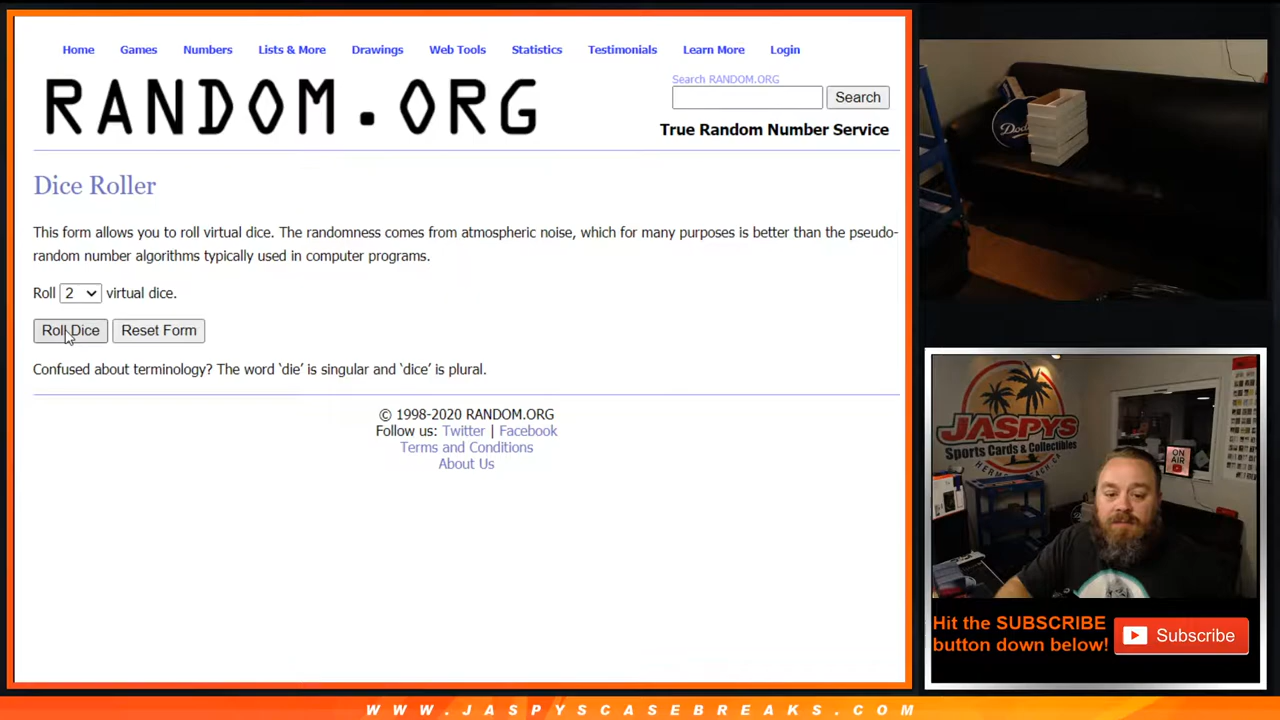 Home Games Numbers Lists & More Drawings Web Tools Statistics Testimonials Learn More Login
RANDOM.ORG
Search RANDOM.ORG
Search
True Random Number Service
Dice Roller
This form allows you to roll virtual dice. The randomness comes from atmospheric noise, which for many purposes is better than the pseudo-
random number algorithms typically used in computer programs.
Roll 2 virtual dice.
Roll Dice Reset Form
Confused about terminology? The word ‘die’ is singular and ‘dice’ is plural.
© 1998-2020 RANDOM.ORG
Follow us: Twitter | Facebook
Terms and Conditions
About Us
JASPYS
Sports Cards & Collectibles
ON
AIR
Hit the SUBSCRIBE
button down below!
Subscribe
WWW.JASPYSCASEBREAKS.COM